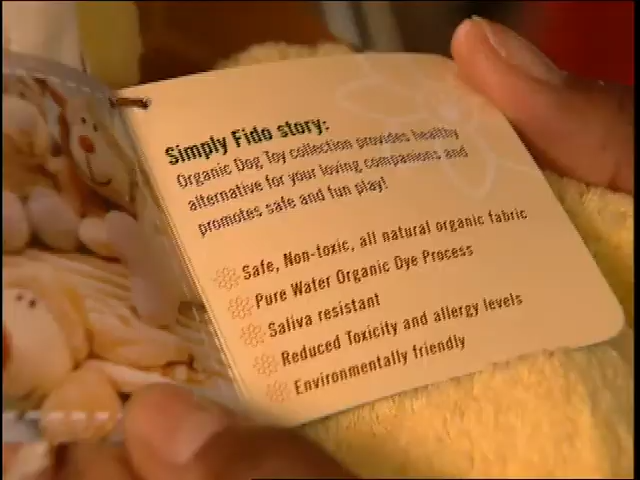 Simply Fido story:
Organic Dog Toy collection provides healthy
alternative for your loving companions and
promotes safe and fun play!
Safe, Non-toxic, all natural organic fabric
Pure Water Organic Dye Process
Saliva resistant
Reduced Toxicity and allergy levels
Environmentally friendly